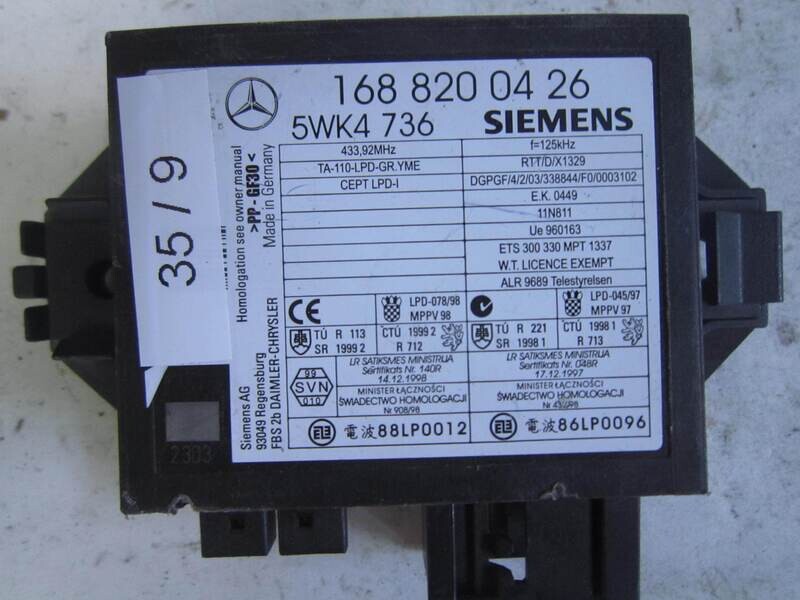 168 820 04 26
5WK4 736 SIEMENS
433,92MHz
TA-110-LPD-GR.YME
CEPT LPD-I
f=125kHz
RTT/D/X1329
DGPGF/4/2/03/338844/F0/0003102
E.K. 0449
11N811
Ue 960163
ETS 300 330 MPT 1337
W.T. LICENCE EXEMPT
ALR 9689 Telestyrelsen
CE
LPD-078/98
MPPV 98
LPD-045/97
MPPV 97
TÚ R 113
SR 1999 2
ČTÚ 1999 2
R 712
TÚ R 221
SR 1998 1
ČTÚ 1998 1
R 713
99
SVN
010
LR SATIKSMES MINISTRIJA
Sertifikats Nr. 140R
14.12.1998
MINISTER ŁĄCZNOŚCI
ŚWIADECTWO HOMOLOGACJI
Nr 908/98
LR SATIKSMES MINISTRIJA
Sertifikats Nr. 048R
17.12.1997
MINISTER ŁĄCZNOŚCI
ŚWIADECTWO HOMOLOGACJI
電波88LP0012
電波86LP0096
Siemens AG
93049 Regensburg
FBS 2b DAIMLER-CHRYSLER
Homologation see owner manual
>PP - GF30<
Made in Germany
35/9
2303